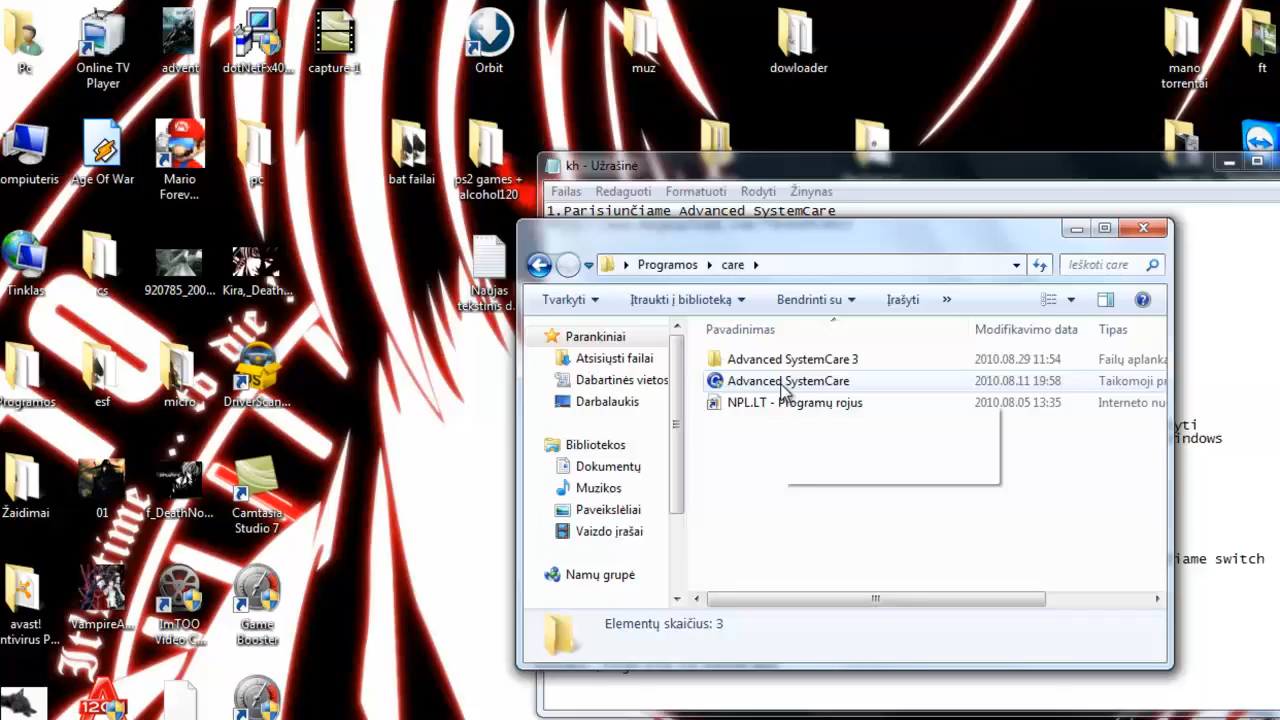 Pc
Online TV
Player
advent
dotNetFx40...
capture-1
Orbit
muz
dowloader
mano
torrentai
ft
ompiuteris
Age Of War
Mario
Forev...
pc
bat failai
ps2 games +
alcohol120
Tinklas
cs
920785_200...
Kira,_Death...
Naujas
tekstinis d...
rogramos
esf
micro
DriverScan...
Žaidimai
01
f_DeathNo...
Camtasia
Studio 7
avast!
ntivirus P...
VampireA...
ImTOO
Video C...
Game
Booster
kh - Užrašinė
Failas Redaguoti Formatuoti Rodyti Žinynas
1.Parisiunčiame Advanced SystemCare
Programos care
Ieškoti care
Tvarkyti Įtraukti į biblioteką Bendrinti su Įrašyti »
Pavadinimas Modifikavimo data Tipas
Advanced SystemCare 3 2010.08.29 11:54 Failų aplanka
Advanced SystemCare 2010.08.11 19:58 Taikomoji pr
NPL.LT - Programų rojus 2010.08.05 13:35 Interneto nu
Parankiniai
Atsisiųsti failai
Dabartinės vietos
Darbalaukis
Bibliotekos
Dokumentų
Muzikos
Paveikslėliai
Vaizdo įrašai
Namų grupė
Elementų skaičius: 3
yti
indows
iame switch